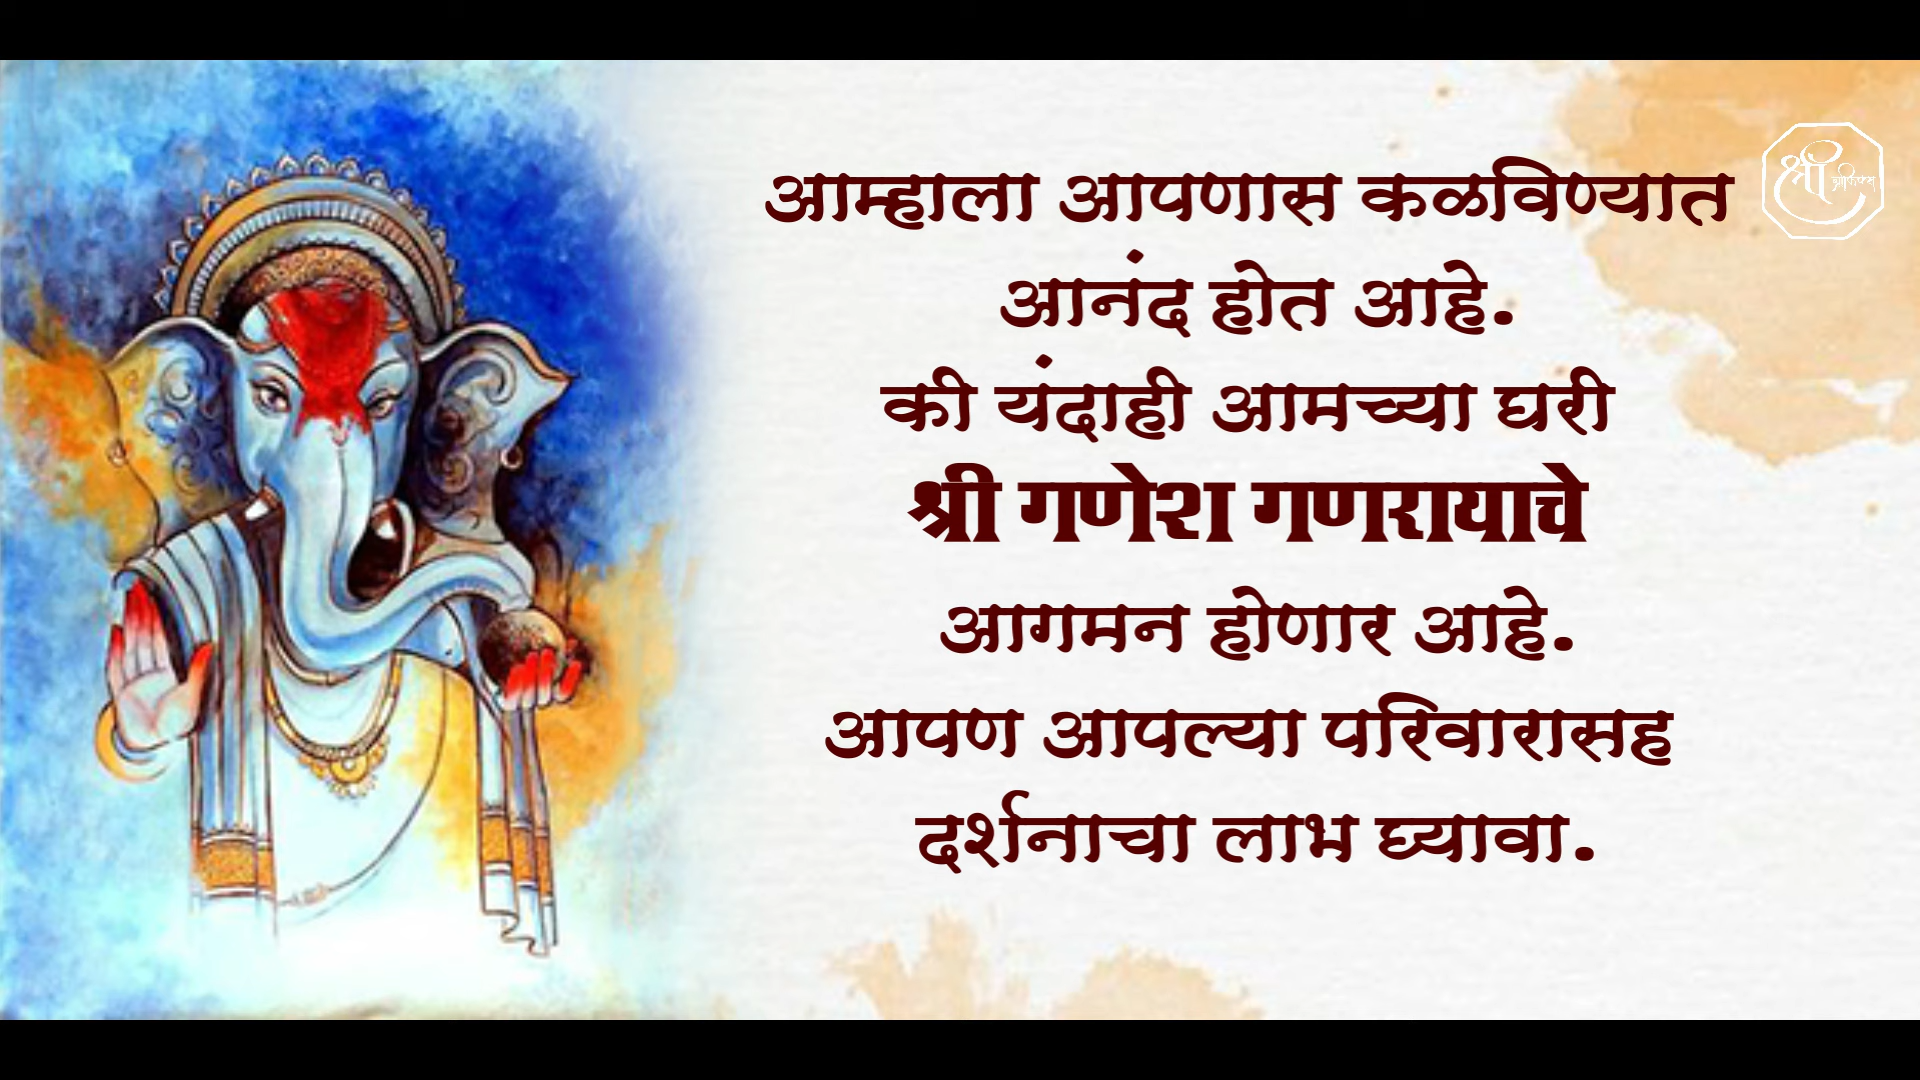 आम्हाला आपणास कळविण्यात
आनंद होत आहे.
की यंदाही आमच्या घरी
श्री गणेश गणरायाचे
आगमन होणार आहे.
आपण आपल्या परिवारासह
दर्शनाचा लाभ घ्यावा.
श्री